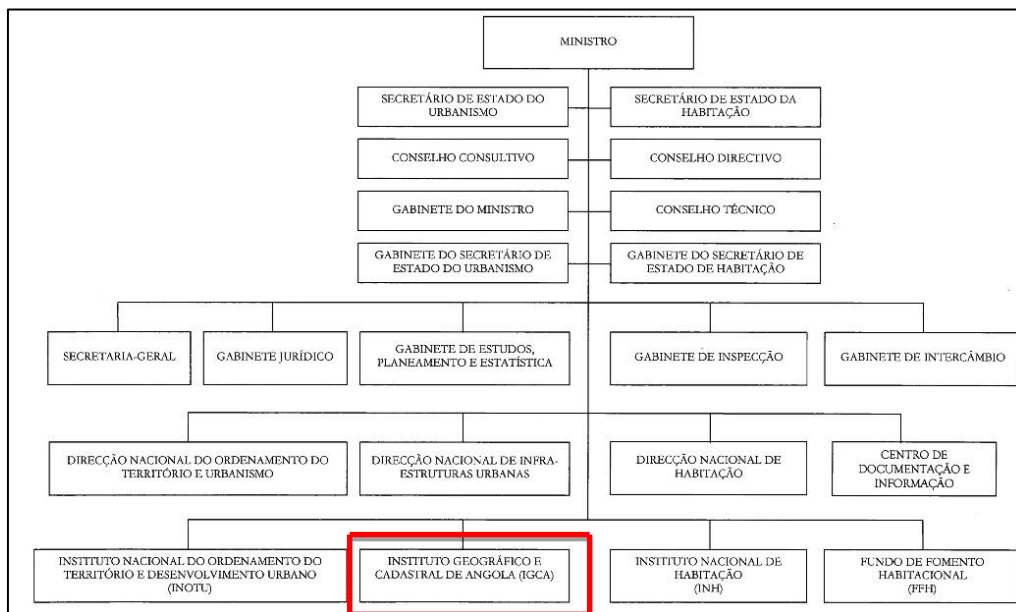 MINISTRO
SECRETÁRIO DE ESTADO DO
URBANISMO
SECRETÁRIO DE ESTADO DA
HABITAÇÃO
CONSELHO CONSULTIVO
CONSELHO DIRECTIVO
GABINETE DO MINISTRO
CONSELHO TÉCNICO
GABINETE DO SECRETÁRIO DE
ESTADO DO URBANISMO
GABINETE DO SECRETÁRIO DE
ESTADO DE HABITAÇÃO
SECRETARIA-GERAL
GABINETE JURÍDICO
GABINETE DE ESTUDOS,
PLANEAMENTO E ESTATÍSTICA
GABINETE DE INSPECÇÃO
GABINETE DE INTERCÂMBIO
DIRECÇÃO NACIONAL DO ORDENAMENTO DO
TERRITÓRIO E URBANISMO
DIRECÇÃO NACIONAL DE INFRA-
ESTRUTURAS URBANAS
DIRECÇÃO NACIONAL DE
HABITAÇÃO
CENTRO DE
DOCUMENTAÇÃO E
INFORMAÇÃO
INSTITUTO NACIONAL DO ORDENAMENTO DO
TERRITÓRIO E DESENVOLVIMENTO URBANO
(INOTU)
INSTITUTO GEOGRÁFICO E
CADASTRAL DE ANGOLA (IGCA)
INSTITUTO NACIONAL DE
HABITAÇÃO
(INH)
FUNDO DE FOMENTO
HABITACIONAL
(FFH)